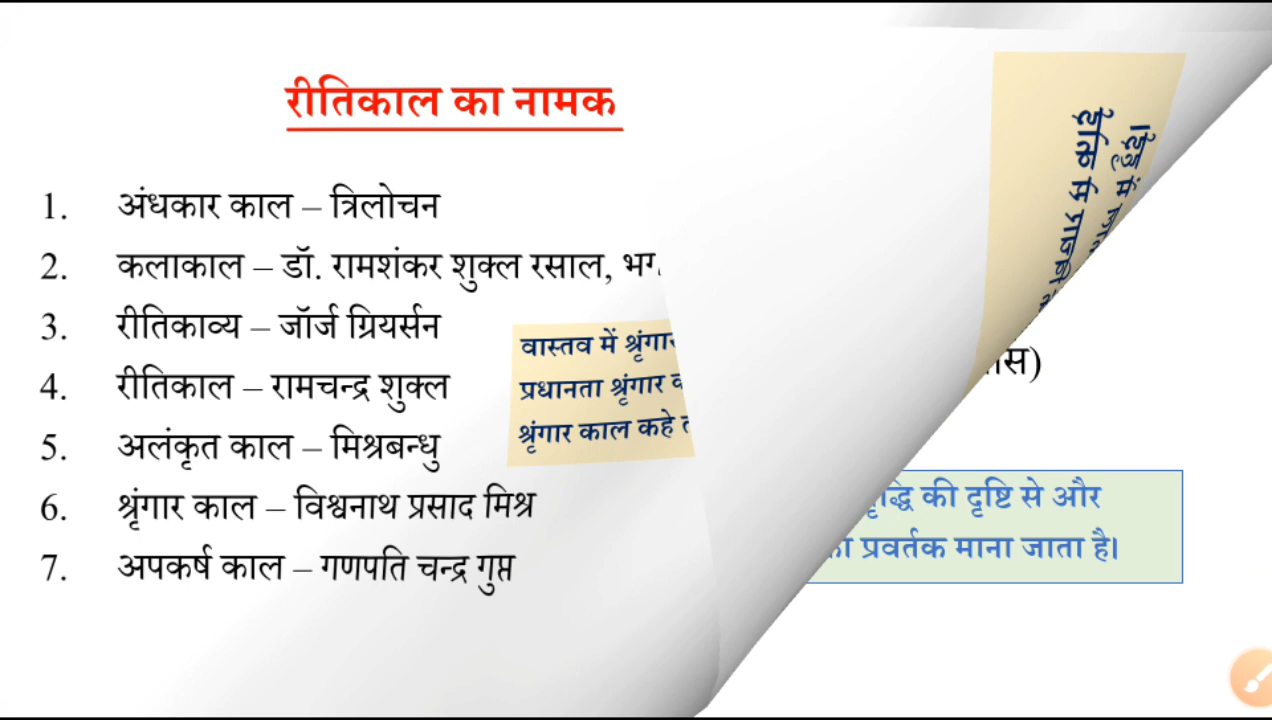 रीतिकाल का नामक
1. अंधकार काल – त्रिलोचन
2. कलाकाल – डॉ. रामशंकर शुक्ल रसाल,
3. रीतिकाव्य – जॉर्ज ग्रियर्सन
4. रीतिकाल – रामचन्द्र शुक्ल
5. अलंकृत काल – मिश्रबन्धु
6. श्रृंगार काल – विश्वनाथ प्रसाद मिश्र
7. अपकर्ष काल – गणपति चन्द्र गुप्त
वास्तव में
प्रधानता श्रृंगार
श्रृंगार काल कहे
की दृष्टि से और
प्रवर्तक माना जाता है।